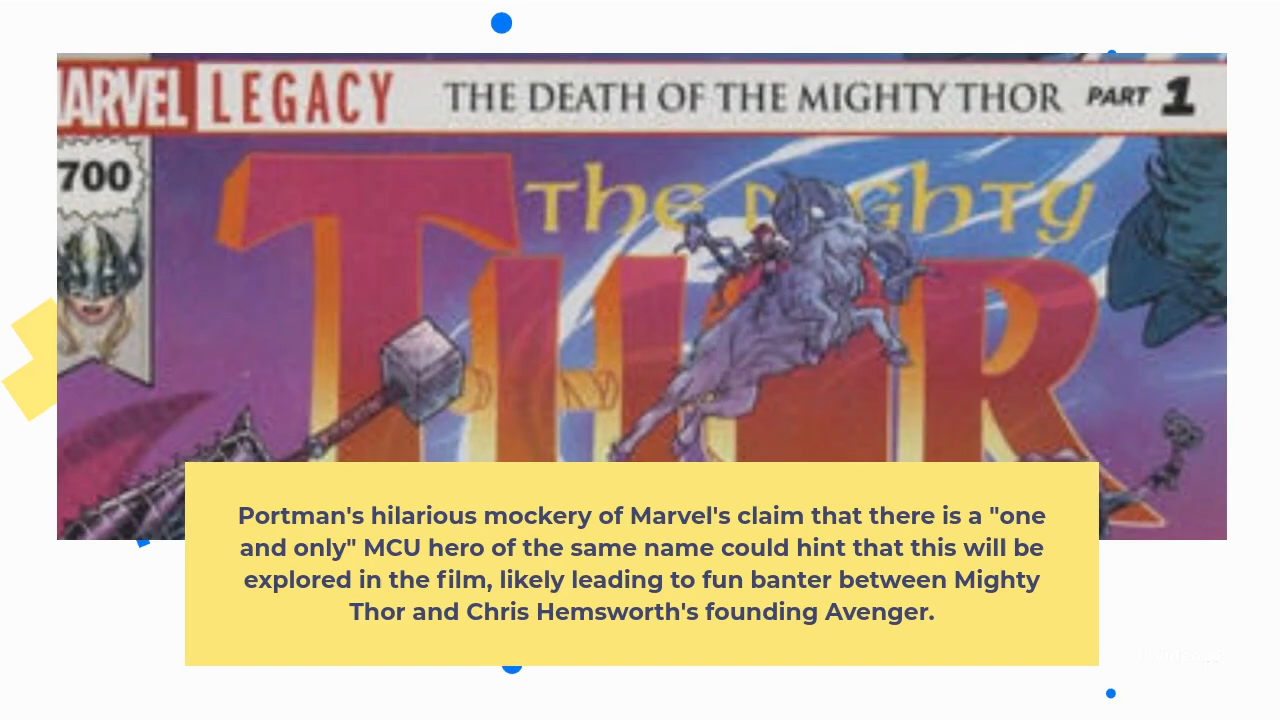 MARVEL LEGACY THE DEATH OF THE MIGHTY THOR PART 1
700
The Mighty
THOR
Portman's hilarious mockery of Marvel's claim that there is a "one
and only" MCU hero of the same name could hint that this will be
explored in the film, likely leading to fun banter between Mighty
Thor and Chris Hemsworth's founding Avenger.